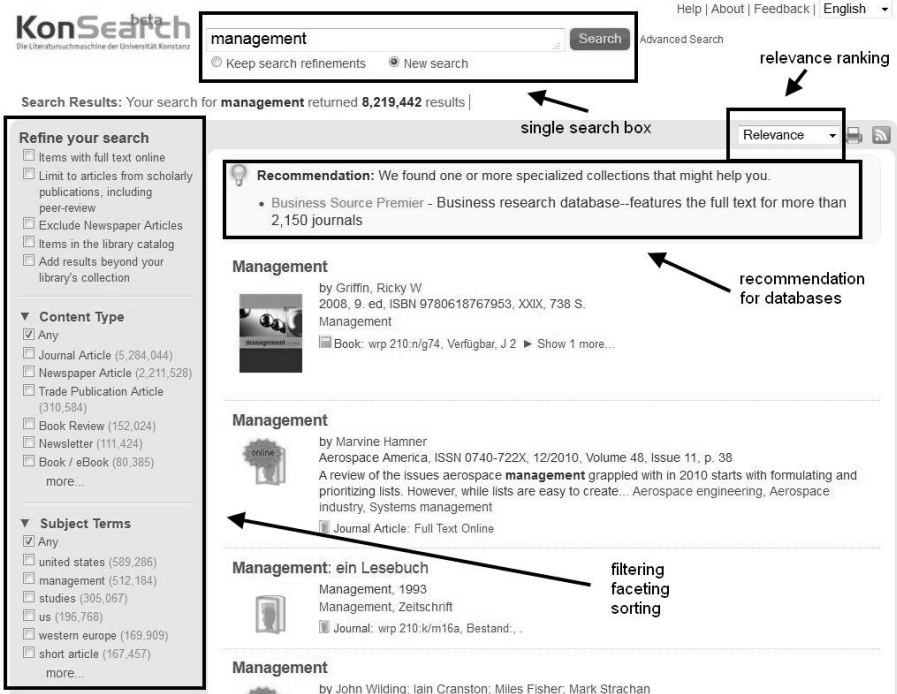 Help | About | Feedback | English
KonSearch beta
Die Literatursuchmaschine der Universität Konstanz
management
Search
Advanced Search
Keep search refinements
New search
relevance ranking
Search Results: Your search for management returned 8,219,442 results |
single search box
Relevance
Refine your search
Items with full text online
Limit to articles from scholarly
publications, including
peer-review
Exclude Newspaper Articles
Items in the library catalog
Add results beyond your
library's collection
Content Type
Any
Journal Article (5,284,044)
Newspaper Article (2,211,528)
Trade Publication Article
(310,584)
Book Review (152,024)
Newsletter (111,424)
Book / eBook (80,385)
more...
Subject Terms
Any
united states (589,286)
management (512,184)
studies (305,067)
us (196,768)
western europe (169,909)
short article (167,457)
more...
Recommendation: We found one or more specialized collections that might help you.
• Business Source Premier - Business research database--features the full text for more than
2,150 journals
recommendation
for databases
Management
by Griffin, Ricky W
2008, 9. ed, ISBN 9780618767953, XXIX, 738 S.
Management
management
Book: wrp 210:n/g74, Verfügbar, J 2 ► Show 1 more...
Management
online
by Marvine Hamner
Aerospace America, ISSN 0740-722X, 12/2010, Volume 48, Issue 11, p. 38
A review of the issues aerospace management grappled with in 2010 starts with formulating and
prioritizing lists. However, while lists are easy to create... Aerospace engineering, Aerospace
industry, Systems management
Journal Article: Full Text Online
Management: ein Lesebuch
Management, 1993
Management, Zeitschrift
Journal: wrp 210:k/m16a, Bestand:, .
filtering
faceting
sorting
Management
by John Wilding; Iain Cranston; Miles Fisher; Mark Strachan